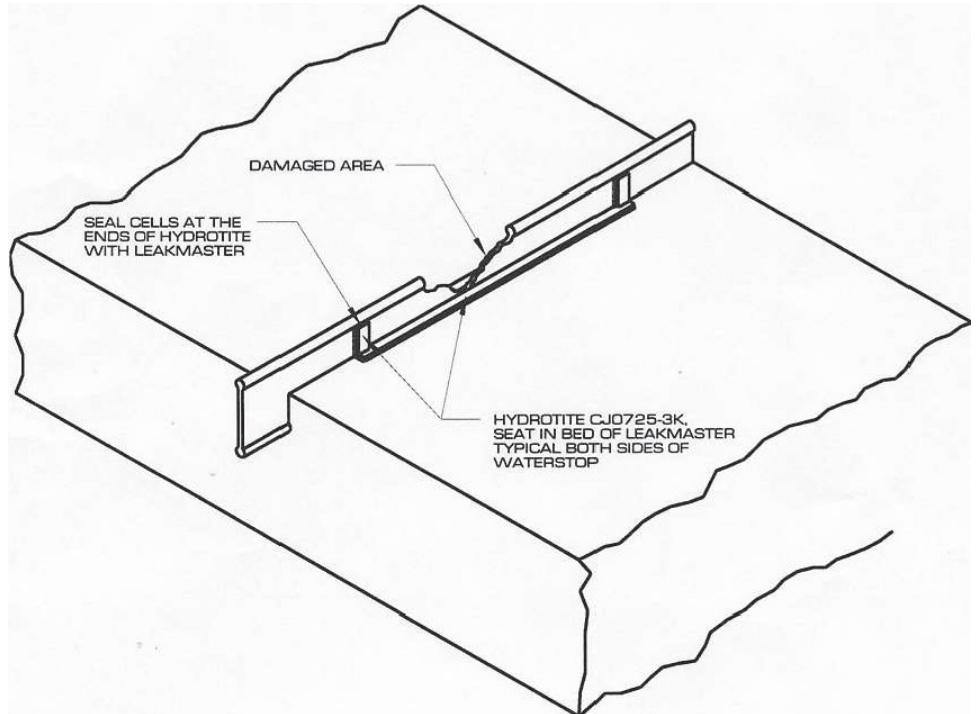 DAMAGED AREA
SEAL CELLS AT THE
ENDS OF HYDROTITE
WITH LEAKMASTER
HYDROTITE CJ0725-3K,
SEAT IN BED OF LEAKMASTER
TYPICAL BOTH SIDES OF
WATERSTOP